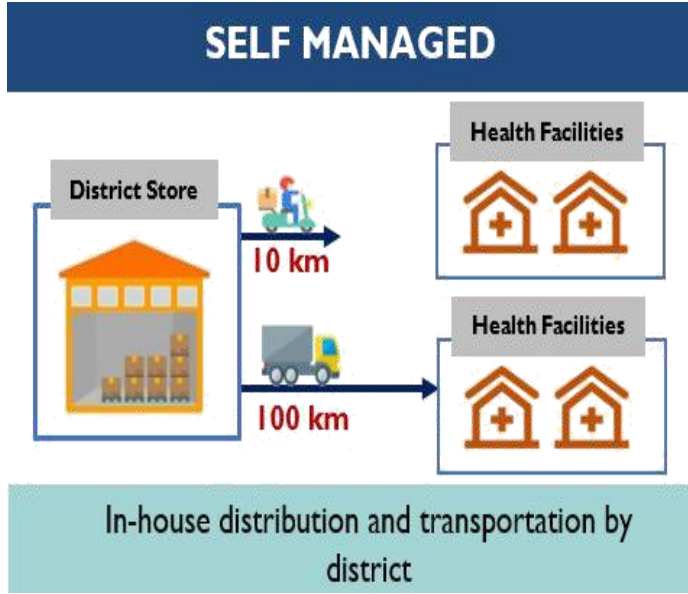 SELF MANAGED
District Store
10 km
100 km
Health Facilities
Health Facilities
In-house distribution and transportation by
district